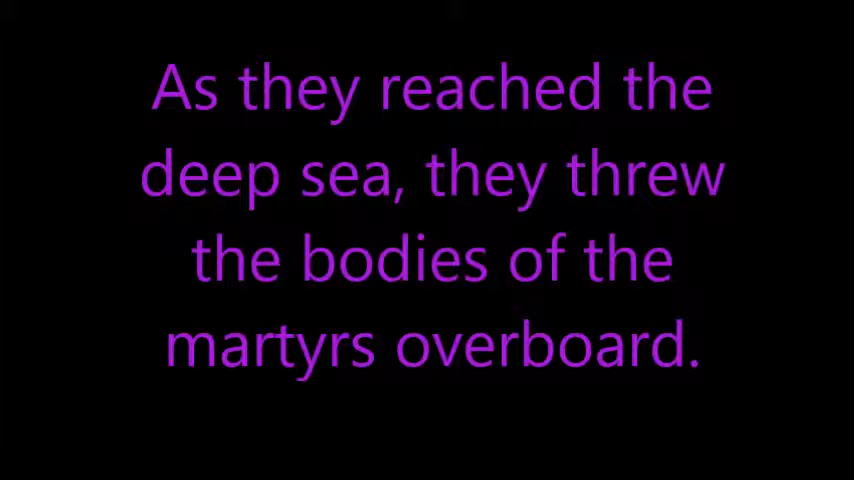 As they reached the
deep sea, they threw
the bodies of the
martyrs overboard.